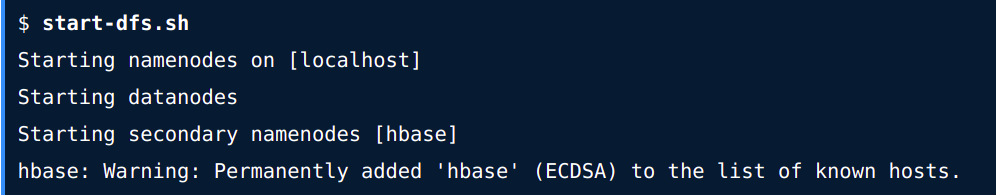 $ start-dfs.sh
Starting namenodes on [localhost]
Starting datanodes
Starting secondary namenodes [hbase]
hbase: Warning: Permanently added 'hbase' (ECDSA) to the list of known hosts.